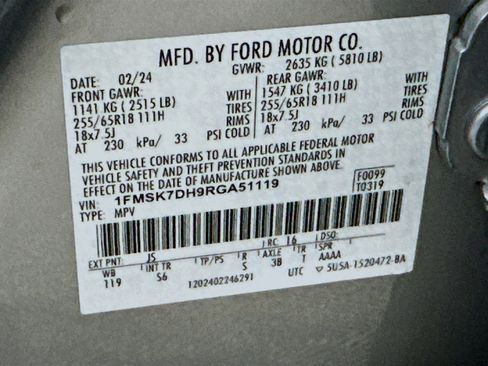 MFD. BY FORD MOTOR CO.
DATE: 02/24 GVWR: 2635 KG ( 5810 LB)
FRONT GAWR: REAR GAWR:
1141 KG ( 2515 LB) WITH 1547 KG ( 3410 LB) WITH
255/65R18 111H TIRES 255/65R18 111H TIRES
18x7.5J RIMS 18x7.5J RIMS
AT 230 kPa/ 33 PSI COLD AT 230 kPa/ 33 PSI COLD
THIS VEHICLE CONFORMS TO ALL APPLICABLE FEDERAL MOTOR
VEHICLE SAFETY AND THEFT PREVENTION STANDARDS IN
EFFECT ON THE DATE OF MANUFACTURE SHOWN ABOVE.
VIN: 1FMSK7DH9RGA51119 F0099
TYPE: MPV T0319
EXT PNT: JS RC: 16 DSO:
WB INT TR TP/PS R AXLE TR SPR
119 S6 S 3B T AAAA
1202402246291 UTC ▽5U5A-1520472-BA